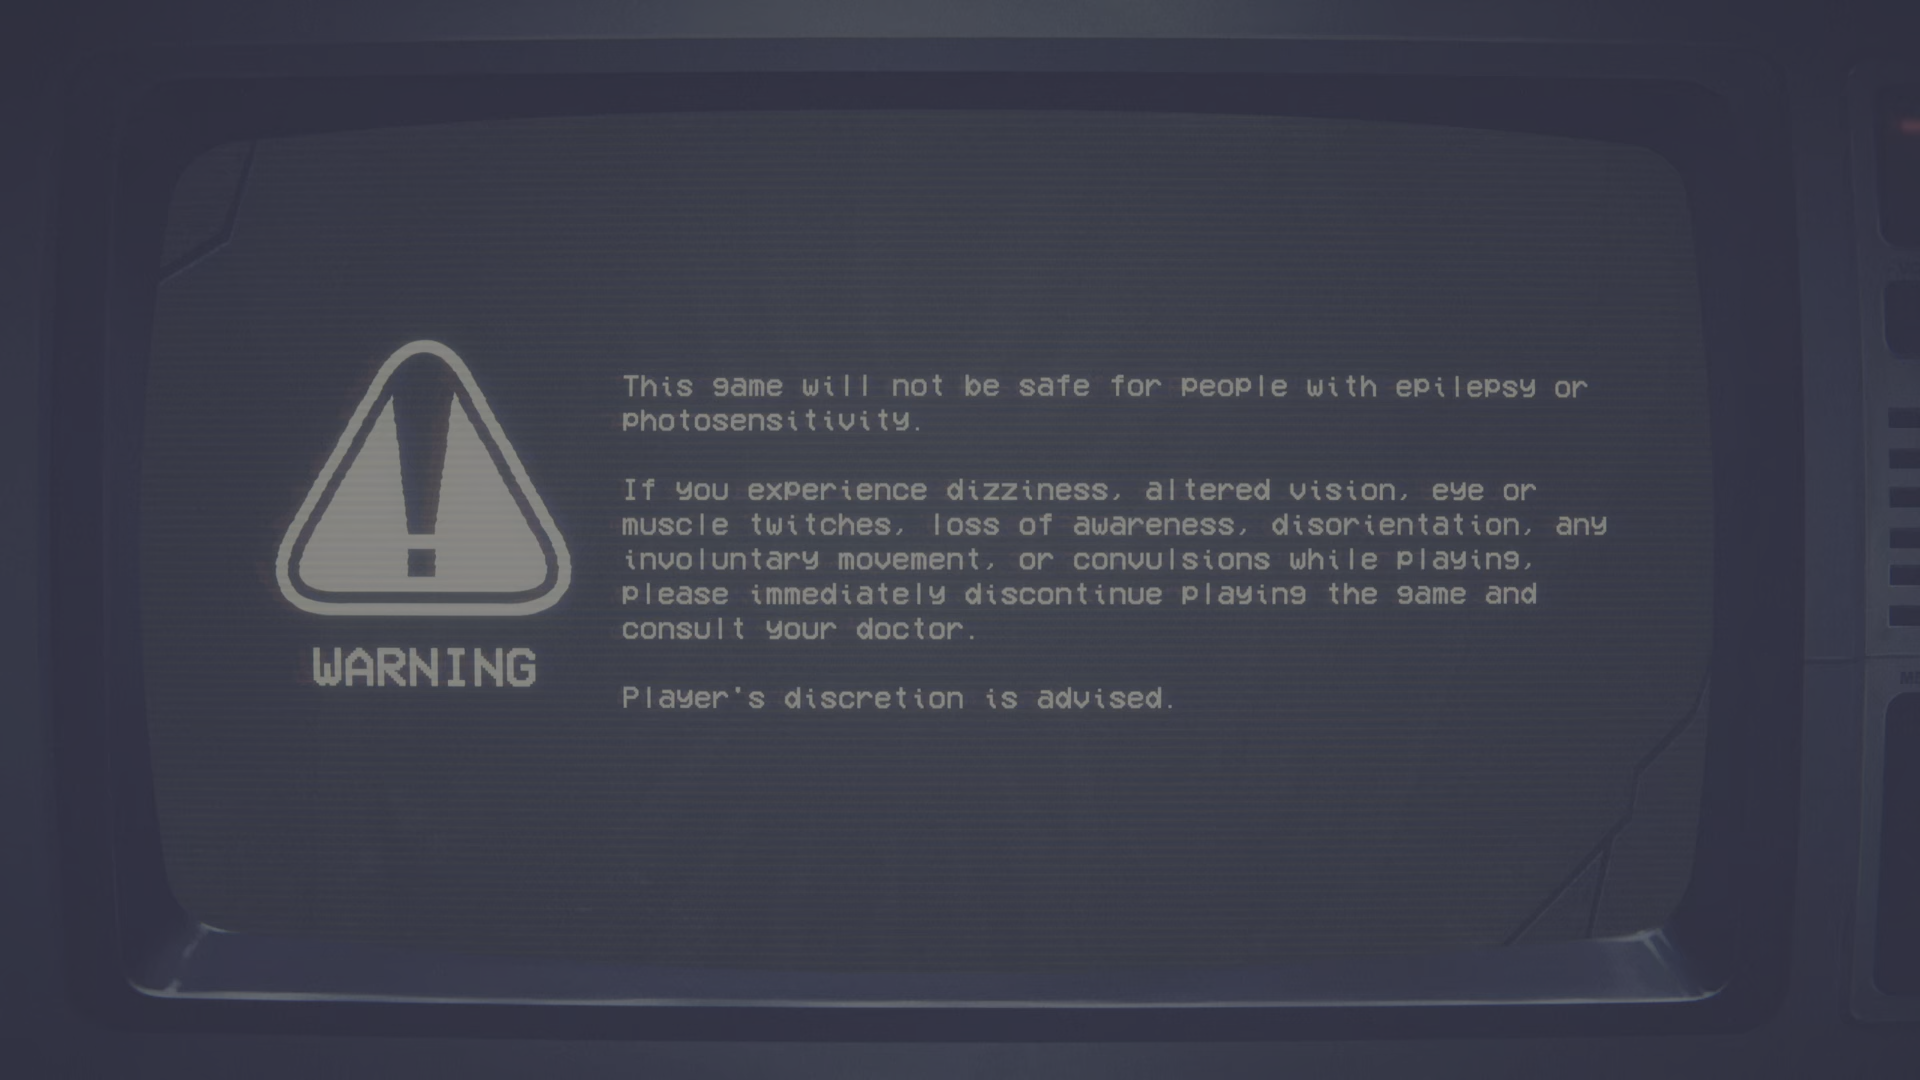 This game will not be safe for people with epilepsy or
photosensitivity.
If you experience dizziness, altered vision, eye or
muscle twitches, loss of awareness, disorientation, any
involuntary movement, or convulsions while playing,
please immediately discontinue playing the game and
consult your doctor.
Player's discretion is advised.
WARNING